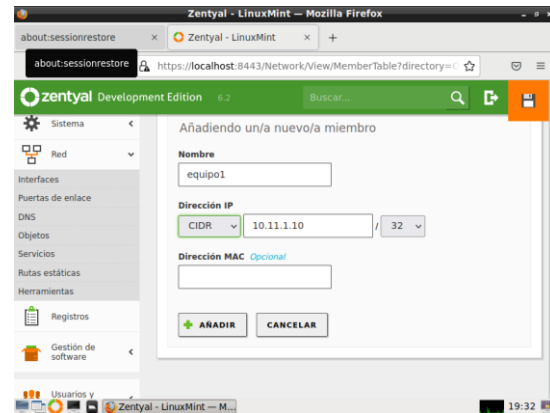 Zentyal - LinuxMint — Mozilla Firefox
about:sessionrestore × Zentyal - LinuxMint × +
about:sessionrestore https://localhost:8443/Network/View/MemberTable?directory=
zentyal Development Edition 6.2 Buscar...
Sistema
Red
Interfaces
Puertas de enlace
DNS
Objetos
Servicios
Rutas estáticas
Herramientas
Registros
Gestión de
software
Usuarios y
Añadiendo un/a nuevo/a miembro
Nombre
equipo1
Dirección IP
CIDR 10.11.1.10 / 32
Dirección MAC Opcional
AÑADIR CANCELAR
Zentyal - LinuxMint — M... 19:32